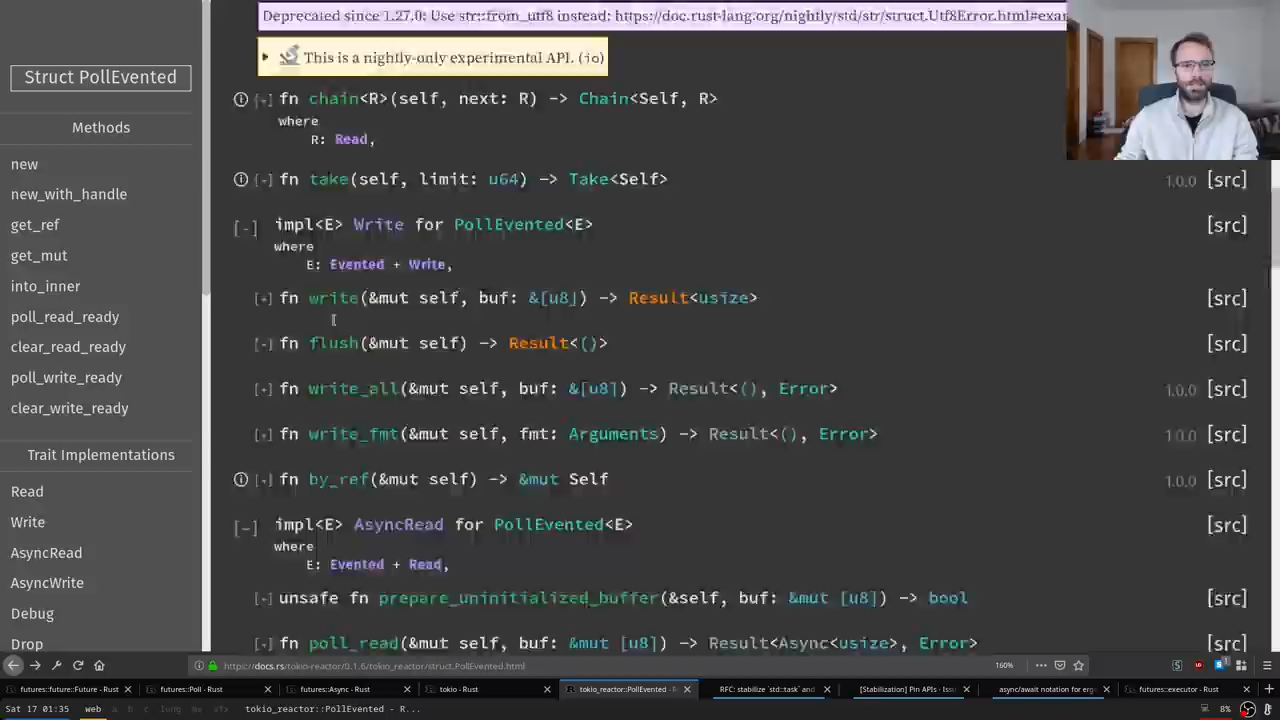 Deprecated since 1.27.0: Use str::from_utf8 instead: https://doc.rust-lang.org/nightly/std/str/struct.Utf8Error.html#exam
This is a nightly-only experimental API. (io)
Struct PollEvented
Methods
new
new_with_handle
get_ref
get_mut
into_inner
poll_read_ready
clear_read_ready
poll_write_ready
clear_write_ready
Trait Implementations
Read
Write
AsyncRead
AsyncWrite
Debug
Drop
fn chain<R>(self, next: R) -> Chain<Self, R>
where
R: Read,
fn take(self, limit: u64) -> Take<Self> 1.0.0 [src]
[-] impl<E> Write for PollEvented<E> [src]
where
E: Evented + Write,
fn write(&mut self, buf: &[u8]) -> Result<usize> [src]
fn flush(&mut self) -> Result<()> [src]
fn write_all(&mut self, buf: &[u8]) -> Result<(), Error> 1.0.0 [src]
fn write_fmt(&mut self, fmt: Arguments) -> Result<(), Error> 1.0.0 [src]
fn by_ref(&mut self) -> &mut Self 1.0.0 [src]
[-] impl<E> AsyncRead for PollEvented<E> [src]
where
E: Evented + Read,
unsafe fn prepare_uninitialized_buffer(&self, buf: &mut [u8]) -> bool [src]
fn poll_read(&mut self, buf: &mut [u8]) -> Result<Async<usize>, Error> [src]
https://docs.rs/tokio-reactor/0.1.6/tokio_reactor/struct.PollEvented.html 160%
futures::future::Future - Rust futures::Poll - Rust futures::Async - Rust tokio - Rust tokio_reactor::PollEvented - R RFC: stabilize `std::task` and [Stabilization] Pin APIs · Issu async/await notation for erg futures::executor - Rust
Sat 17 01:35 web tokio_reactor::PollEvented - R... 8%